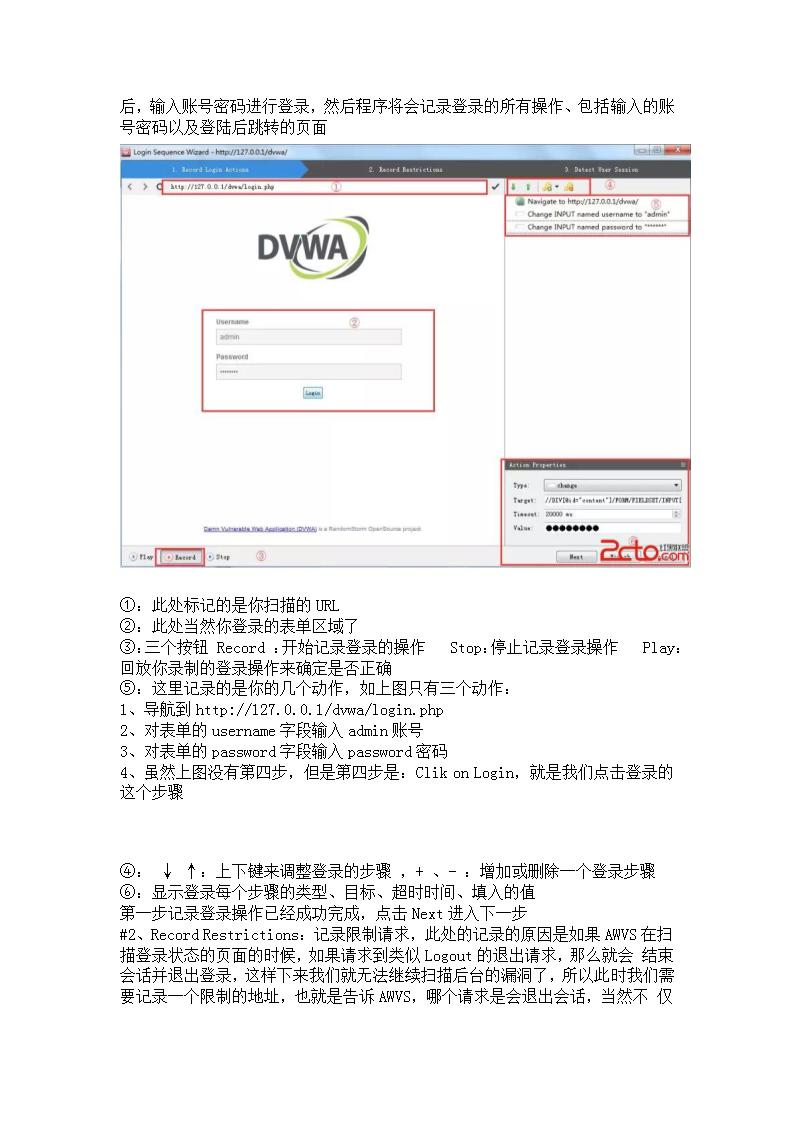 后，输入账号密码进行登录，然后程序将会记录登录的所有操作、包括输入的账
号密码以及登陆后跳转的页面
Login Sequence Wizard - http://127.0.0.1/dvwa/
1. Record Login Actions
2. Record Restrictions
3. Detect User Session
http://127.0.0.1/dvwa/login.php
①
④
Navigate to http://127.0.0.1/dvwa/
⑤
Change INPUT named username to "admin"
Change INPUT named password to "******"
DVWA
Username
②
admin
Password
Login
Damn Vulnerable Web Application (DVWA) is a RandomStorm OpenSource project.
Play
Record
Stop
③
Action Properties
Type: change
Target: //DIV[@id="content"]/FORM/FIELDSET/INPUT[
Timeout: 20000 ms
Value: ●●●●●●●●
Next
2cto.com
红黑联盟
①：此处标记的是你扫描的 URL
②：此处当然你登录的表单区域了
③：三个按钮 Record ：开始记录登录的操作 Stop：停止记录登录操作 Play：
回放你录制的登录操作来确定是否正确
⑤：这里记录的是你的几个动作，如上图只有三个动作：
1、导航到 http://127.0.0.1/dvwa/login.php
2、对表单的 username 字段输入 admin 账号
3、对表单的 password 字段输入 password 密码
4、虽然上图没有第四步，但是第四步是：Clik on Login，就是我们点击登录的
这个步骤
④： ↓ ↑：上下键来调整登录的步骤 ，+ 、- ：增加或删除一个登录步骤
⑥：显示登录每个步骤的类型、目标、超时时间、填入的值
第一步记录登录操作已经成功完成，点击 Next 进入下一步
#2、Record Restrictions：记录限制请求，此处的记录的原因是如果 AWVS 在扫
描登录状态的页面的时候，如果请求到类似 Logout 的退出请求，那么就会 结束
会话并退出登录，这样下来我们就无法继续扫描后台的漏洞了，所以此时我们需
要记录一个限制的地址，也就是告诉 AWVS，哪个请求是会退出会话，当然不 仅